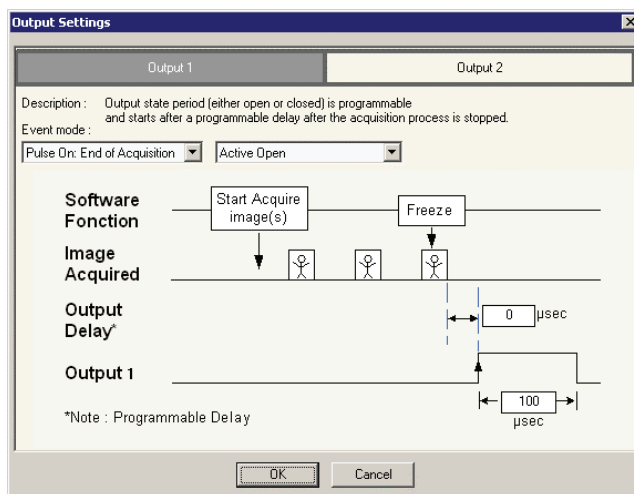 Output Settings
Output 1
Output 2
Description : Output state period (either open or closed) is programmable
and starts after a programmable delay after the acquisition process is stopped.
Event mode :
Pulse On: End of Acquisition
Active Open
Software
Fonction
Start Acquire
image(s)
Freeze
Image
Acquired
Output
Delay*
0 µsec
Output 1
100
µsec
*Note : Programmable Delay
OK
Cancel